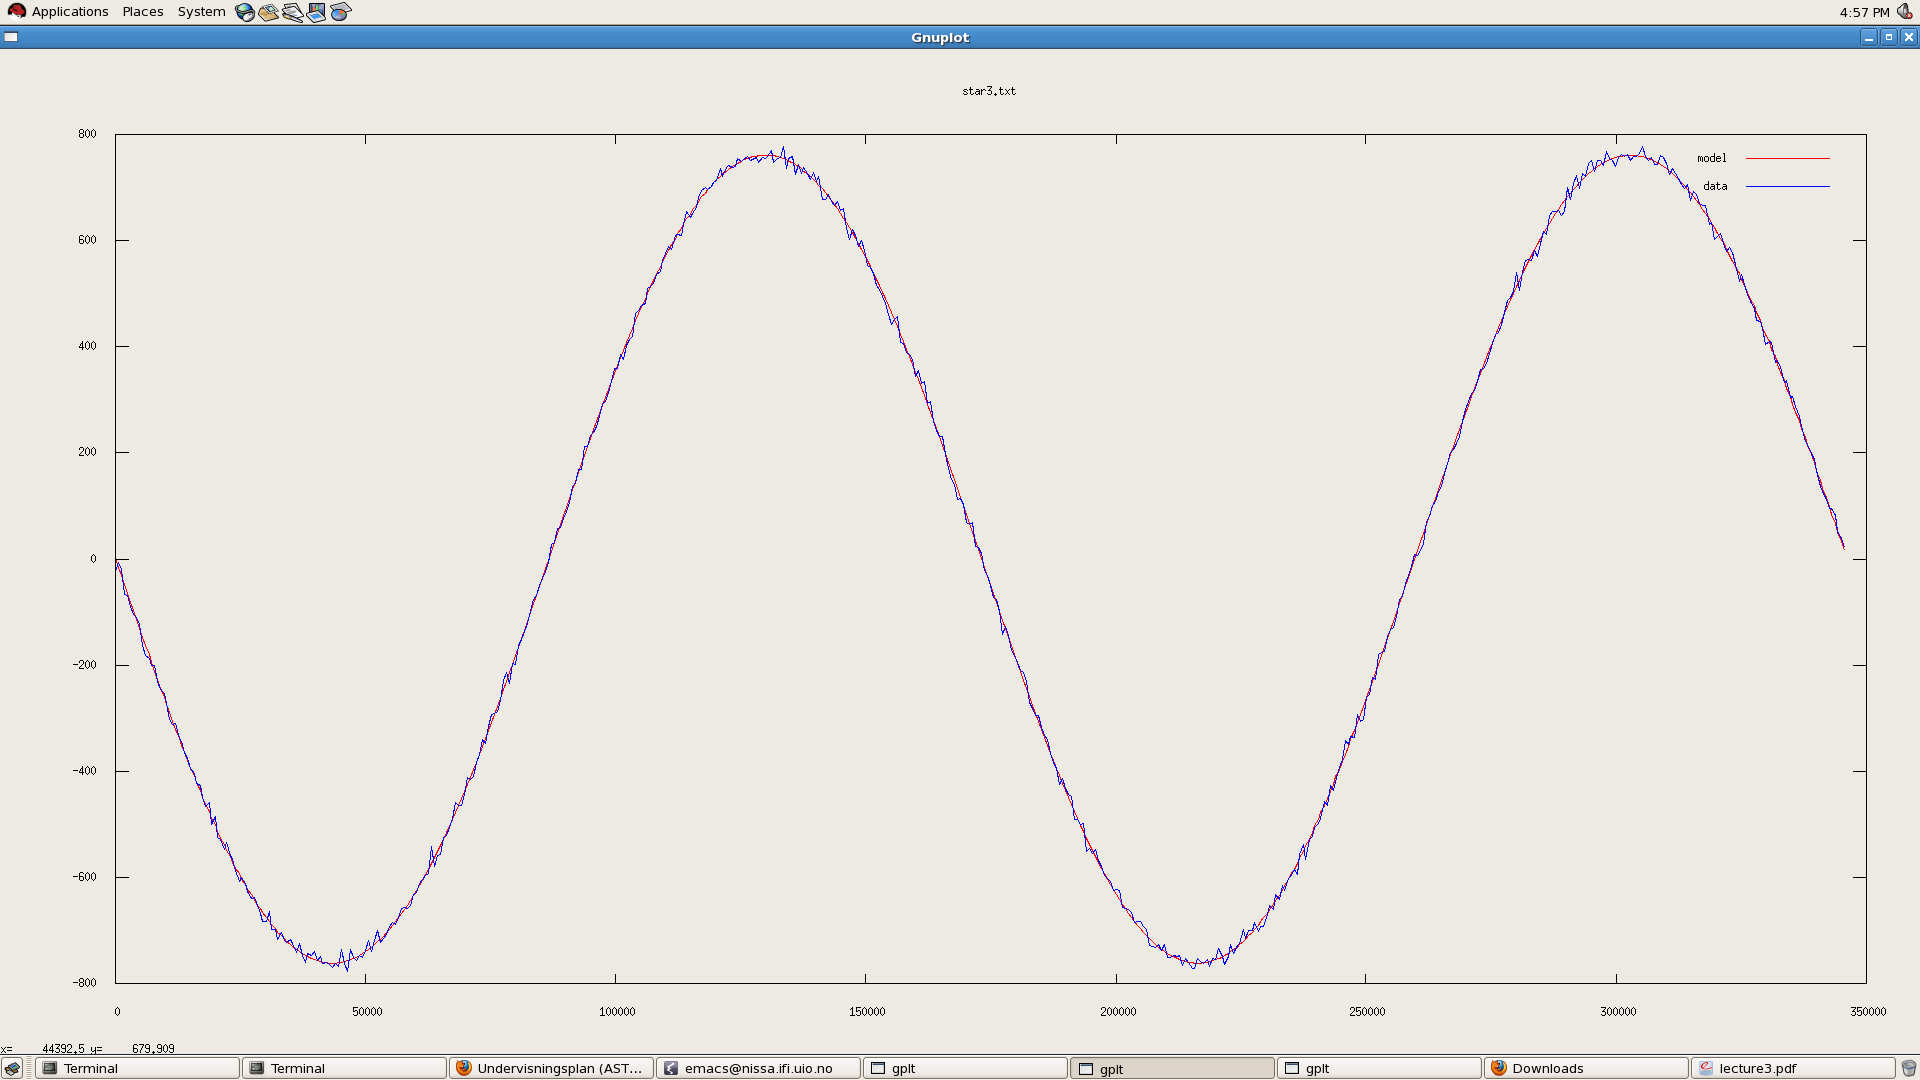 Applications Places System 4:57 PM
Gnuplot
star3.txt
800
model
data
600
400
200
0
-200
-400
-600
-800
0 50000 100000 150000 200000 250000 300000 350000
x= 44392.5 y= 679.909
Terminal Terminal Undervisningsplan (AST... emacs@nissa.ifi.uio.no gplt gplt gplt Downloads lecture3.pdf